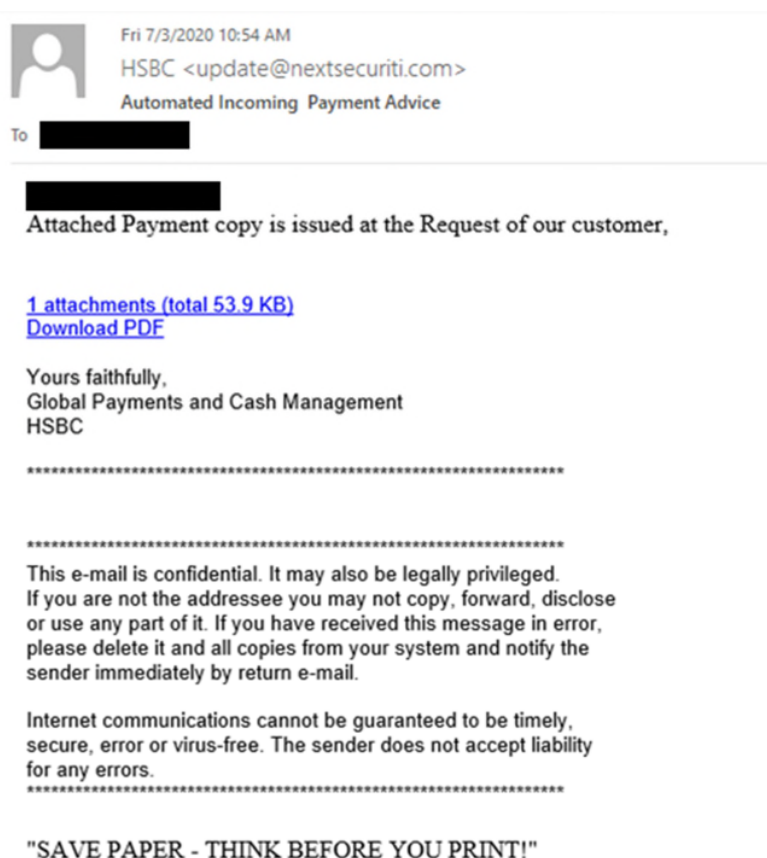 Fri 7/3/2020 10:54 AM
HSBC <update@nextsecuriti.com>
Automated Incoming Payment Advice
To
Attached Payment copy is issued at the Request of our customer,
1 attachments (total 53.9 KB)
Download PDF
Yours faithfully,
Global Payments and Cash Management
HSBC
*******************************************************************
*******************************************************************
This e-mail is confidential. It may also be legally privileged.
If you are not the addressee you may not copy, forward, disclose
or use any part of it. If you have received this message in error,
please delete it and all copies from your system and notify the
sender immediately by return e-mail.
Internet communications cannot be guaranteed to be timely,
secure, error or virus-free. The sender does not accept liability
for any errors.
*******************************************************************
"SAVE PAPER - THINK BEFORE YOU PRINT!"